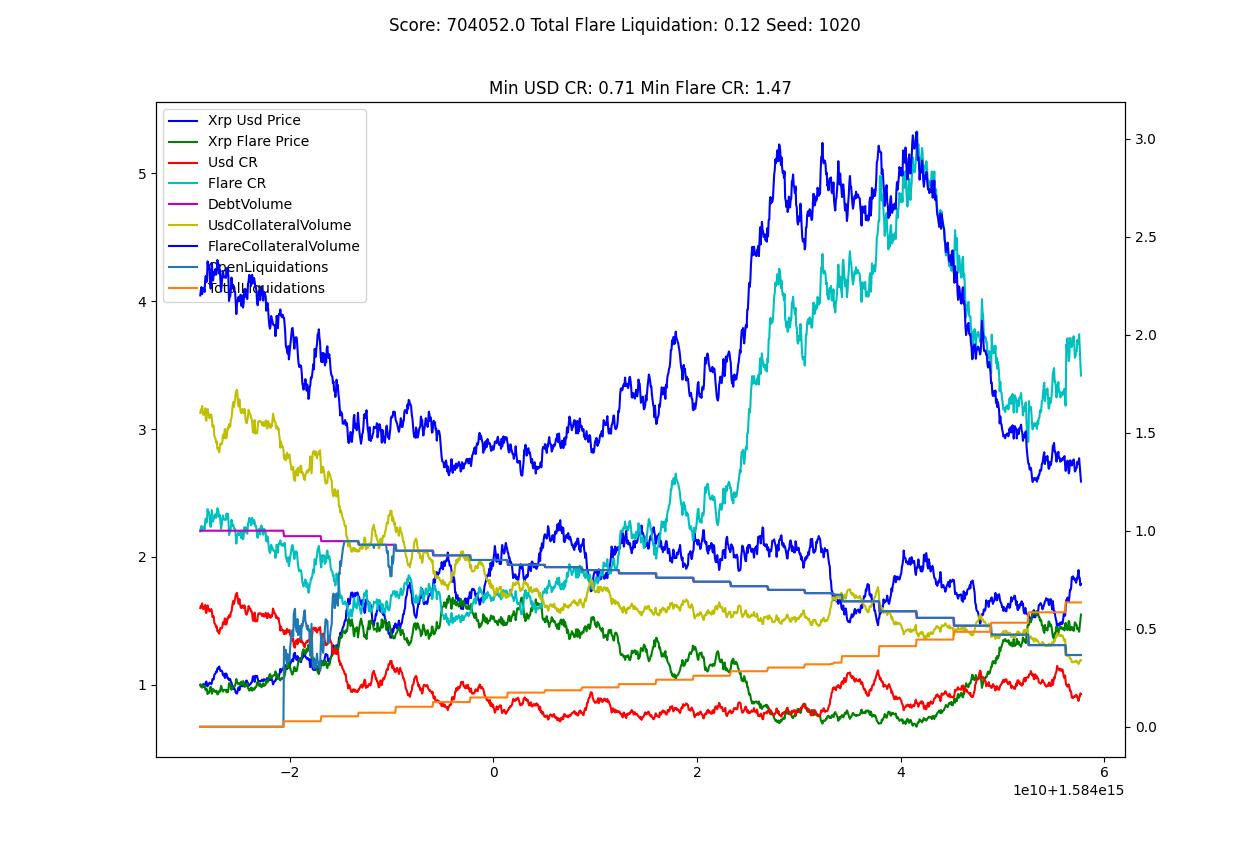 Score: 704052.0 Total Flare Liquidation: 0.12 Seed: 1020
Min USD CR: 0.71 Min Flare CR: 1.47
Xrp Usd Price
Xrp Flare Price
Usd CR
Flare CR
DebtVolume
UsdCollateralVolume
FlareCollateralVolume
OpenLiquidations
TotalLiquidations
5
4
3
2
1
3.0
2.5
2.0
1.5
1.0
0.5
0.0
−2
0
2
4
6
1e10+1.584e15